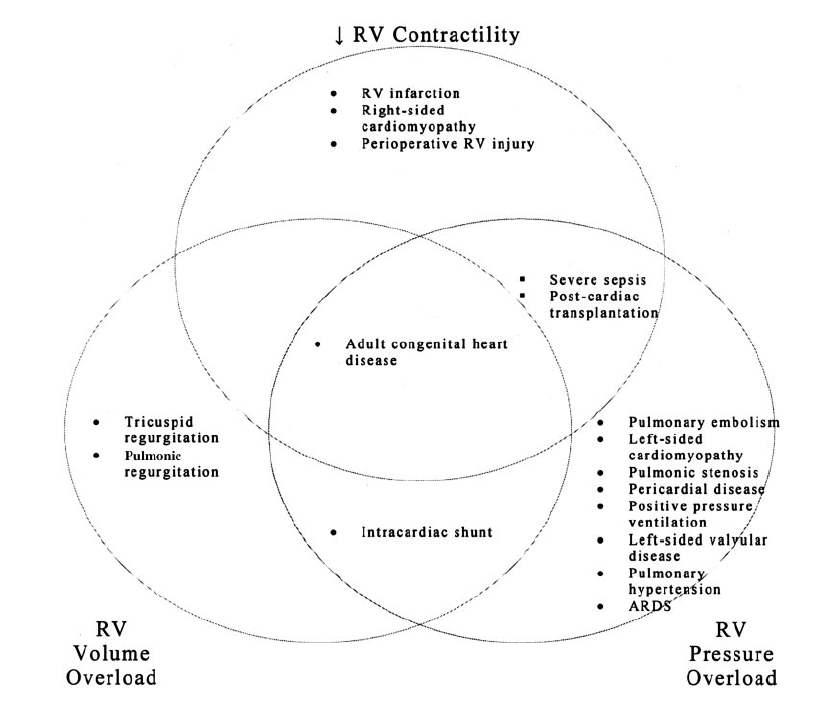 ↓ RV Contractility
• RV infarction
• Right-sided
cardiomyopathy
• Perioperative RV injury
▪ Severe sepsis
▪ Post-cardiac
transplantation
• Adult congenital heart
disease
• Tricuspid
regurgitation
• Pulmonic
regurgitation
• Pulmonary embolism
• Left-sided
cardiomyopathy
• Pulmonic stenosis
• Pericardial disease
• Positive pressure
ventilation
• Left-sided valvular
disease
• Pulmonary
hypertension
• ARDS
• Intracardiac shunt
RV
Volume
Overload
RV
Pressure
Overload